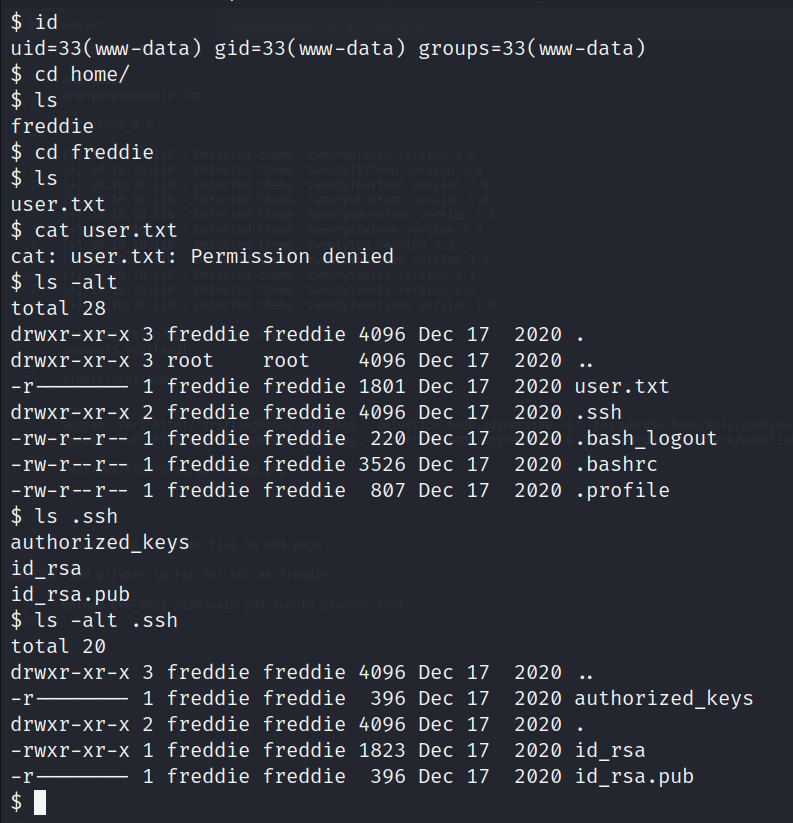 $ id
uid=33(www-data) gid=33(www-data) groups=33(www-data)
$ cd home/
$ ls
freddie
$ cd freddie
$ ls
user.txt
$ cat user.txt
cat: user.txt: Permission denied
$ ls -alt
total 28
drwxr-xr-x 3 freddie freddie 4096 Dec 17  2020 .
drwxr-xr-x 3 root    root    4096 Dec 17  2020 ..
-r-------- 1 freddie freddie 1801 Dec 17  2020 user.txt
drwxr-xr-x 2 freddie freddie 4096 Dec 17  2020 .ssh
-rw-r--r-- 1 freddie freddie  220 Dec 17  2020 .bash_logout
-rw-r--r-- 1 freddie freddie 3526 Dec 17  2020 .bashrc
-rw-r--r-- 1 freddie freddie  807 Dec 17  2020 .profile
$ ls .ssh
authorized_keys
id_rsa
id_rsa.pub
$ ls -alt .ssh
total 20
drwxr-xr-x 3 freddie freddie 4096 Dec 17  2020 ..
-r-------- 1 freddie freddie  396 Dec 17  2020 authorized_keys
drwxr-xr-x 2 freddie freddie 4096 Dec 17  2020 .
-rwxr-xr-x 1 freddie freddie 1823 Dec 17  2020 id_rsa
-r-------- 1 freddie freddie  396 Dec 17  2020 id_rsa.pub
$